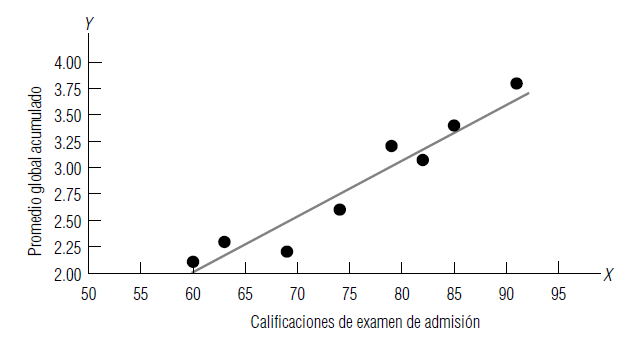 Y
4.00
3.75
3.50
3.25
3.00
2.75
2.50
2.25
2.00
Promedio global acumulado
50 55 60 65 70 75 80 85 90 95
X
Calificaciones de examen de admisión